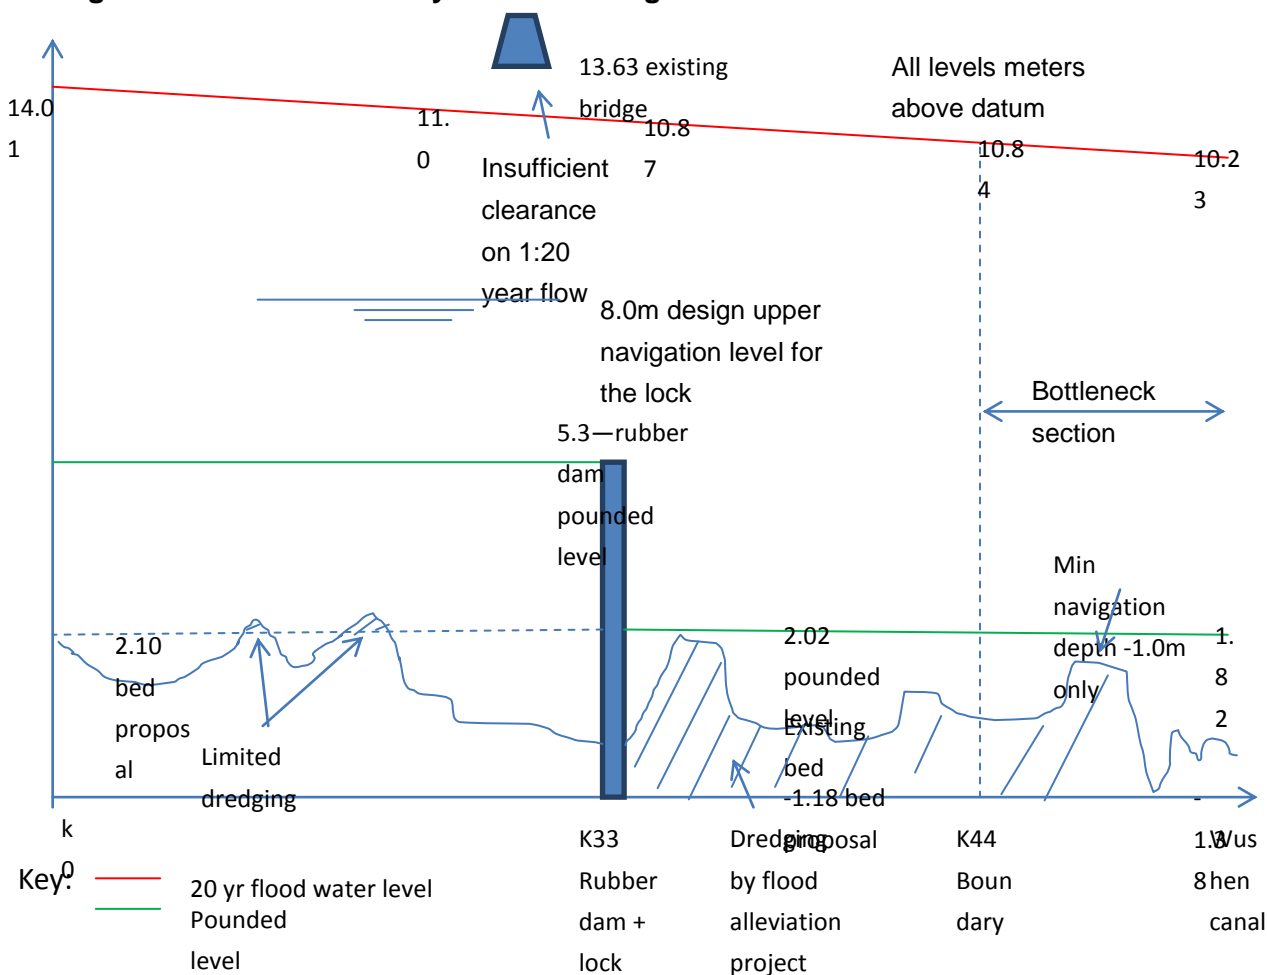 13.63 existing
bridge
All levels meters
above datum
14.0
1
11.
0
10.8
7
10.8
4
10.2
3
Insufficient
clearance
on 1:20
year flow
8.0m design upper
navigation level for
the lock
Bottleneck
section
5.3—rubber
dam
pounded
level
Min
navigation
depth -1.0m
only
2.10
bed
propos
al
2.02
pounded
level
1.
8
2
Existing
bed
-1.18 bed
proposal
Limited
dredging
-
1.3
8
k
0
K33
Rubber
dam +
lock
Dredging
by flood
alleviation
project
K44
Boun
dary
Wus
hen
canal
Key:
20 yr flood water level
Pounded
level